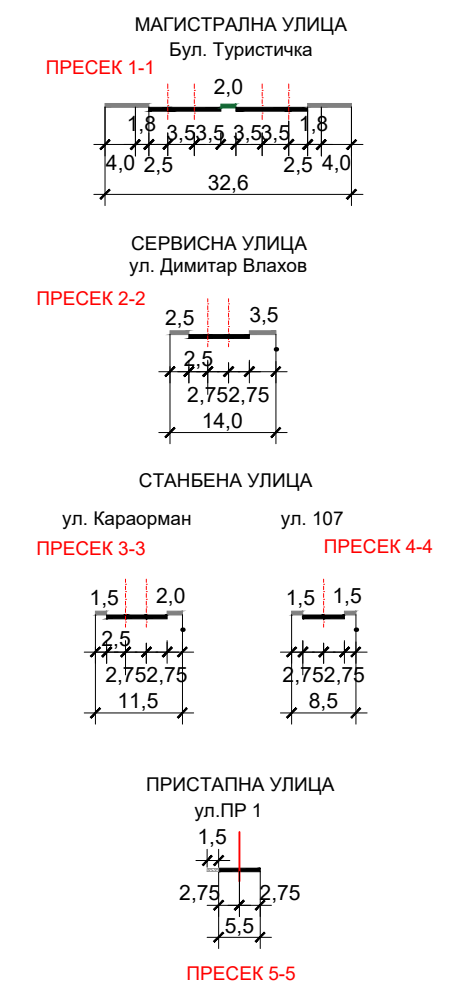 МАГИСТРАЛНА УЛИЦА
Бул. Туристичка
ПРЕСЕК 1-1
2,0
1,8 3,5 3,5 3,5 3,5 1,8
4,0 2,5 2,5 4,0
32,6
СЕРВИСНА УЛИЦА
ул. Димитар Влахов
ПРЕСЕК 2-2
2,5 3,5
2,5
2,75 2,75
14,0
СТАНБЕНА УЛИЦА
ул. Караорман ул. 107
ПРЕСЕК 3-3 ПРЕСЕК 4-4
1,5 2,0 1,5 1,5
2,5
2,75 2,75 2,75 2,75
11,5 8,5
ПРИСТАПНА УЛИЦА
ул.ПР 1
1,5
2,75 2,75
5,5
ПРЕСЕК 5-5